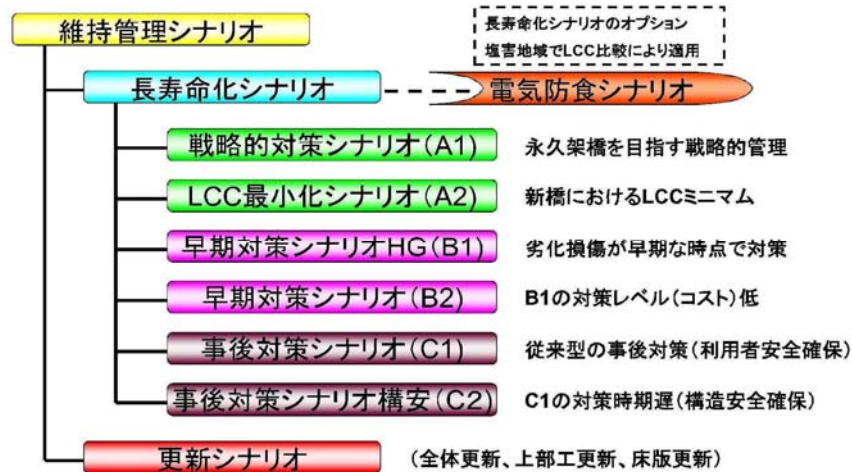 維持管理シナリオ
長寿命化シナリオのオプション
塩害地域でLCC比較により適用
長寿命化シナリオ
電気防食シナリオ
戦略的対策シナリオ(A1) 永久架橋を目指す戦略的管理
LCC最小化シナリオ(A2) 新橋におけるLCCミニマム
早期対策シナリオHG(B1) 劣化損傷が早期な時点で対策
早期対策シナリオ(B2) B1の対策レベル(コスト)低
事後対策シナリオ(C1) 従来型の事後対策(利用者安全確保)
事後対策シナリオ構安(C2) C1の対策時期遅(構造安全確保)
更新シナリオ (全体更新、上部工更新、床版更新)